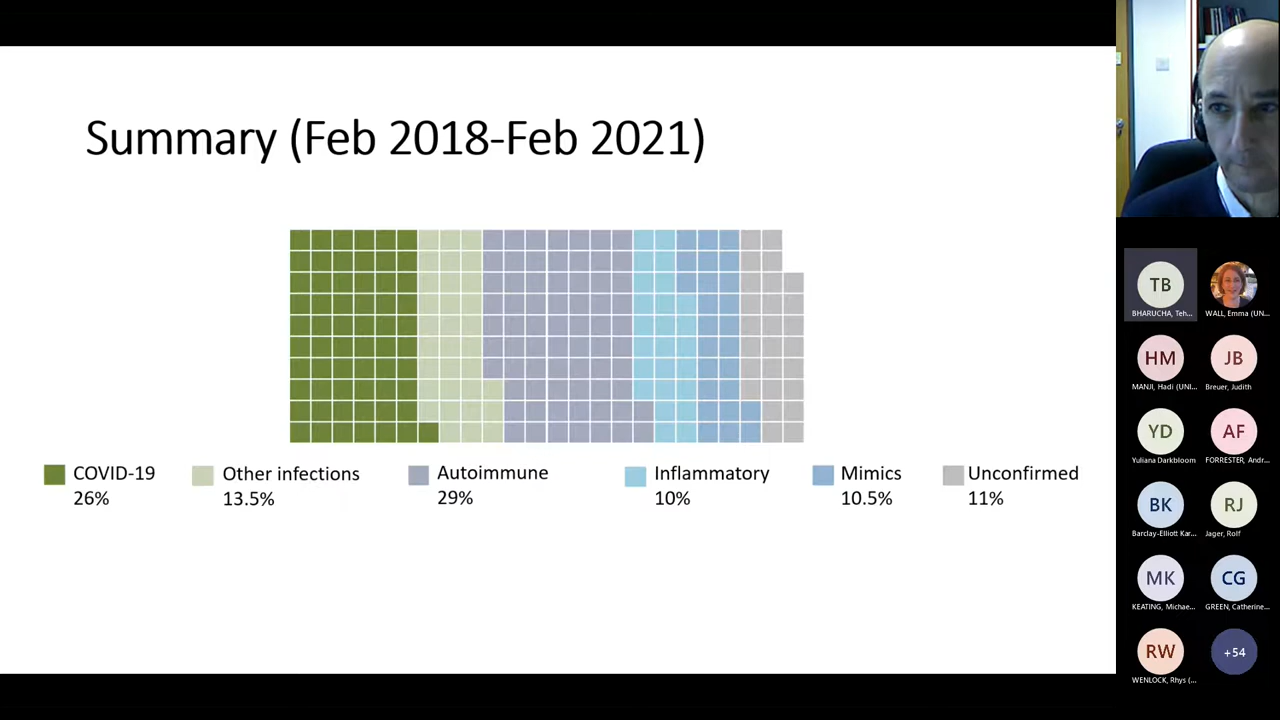 Summary (Feb 2018-Feb 2021)
COVID-19
26%
Other infections
13.5%
Autoimmune
29%
Inflammatory
10%
Mimics
10.5%
Unconfirmed
11%
TB
BHARUCHA, Teh...
WALL, Emma (UN...
HM
MANJI, Hadi (UNI...
JB
Breuer, Judith
YD
Yuliana Darkbloom
AF
FORRESTER, Andr...
BK
Barclay-Elliott Kar...
RJ
Jager, Rolf
MK
KEATING, Michae...
CG
GREEN, Catherine...
RW
WENLOCK, Rhys (...
+54